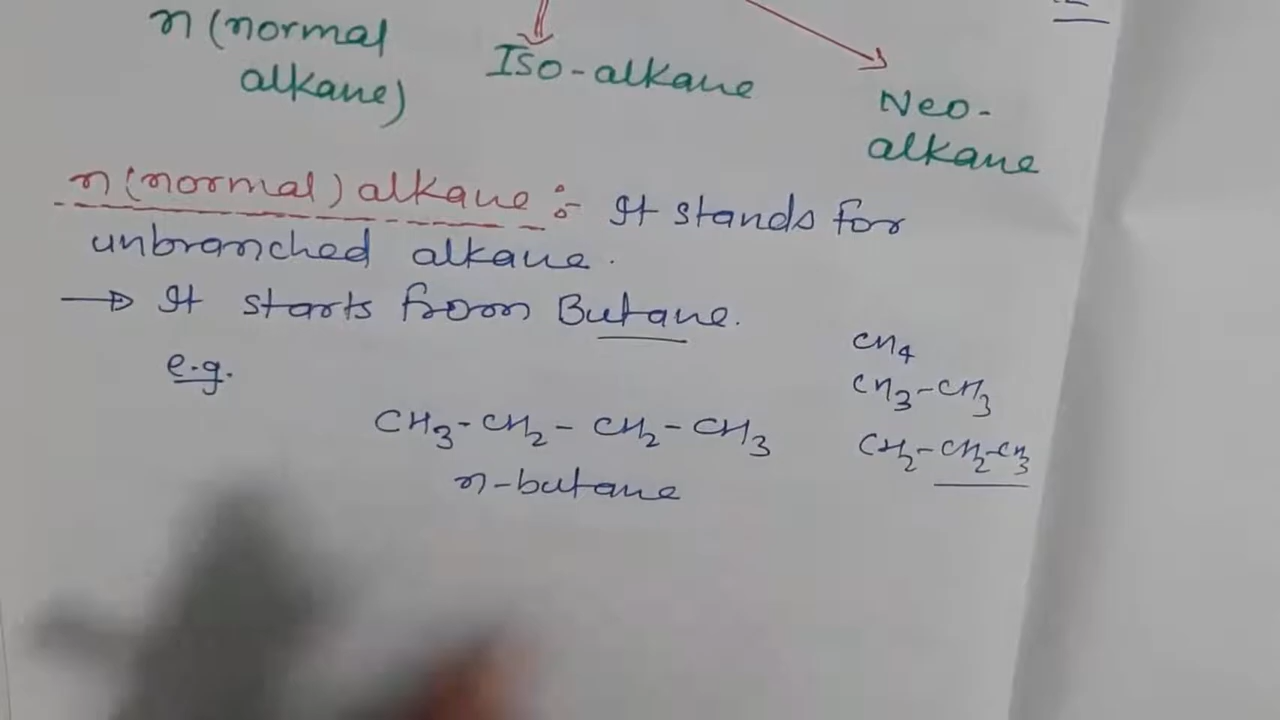 n (normal
alkane)
Iso-alkane
Neo-
alkane
n (normal) alkane :- It stands for
unbranched alkane.
→ It starts from Butane.
e.g.
CH4
CH3-CH3
CH2-CH2-CH3
CH3-CH2-CH2-CH3
n-butane